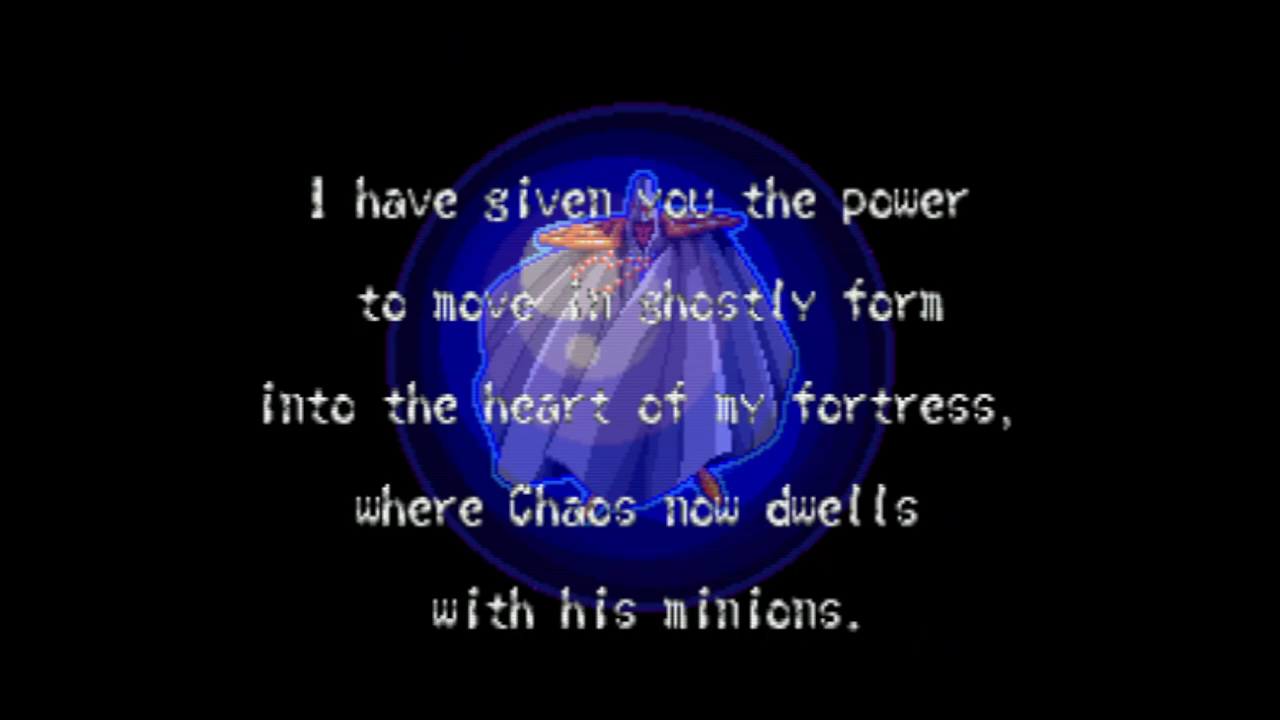 I have given you the power
to move in ghostly form
into the heart of my fortress,
where Chaos now dwells
with his minions.